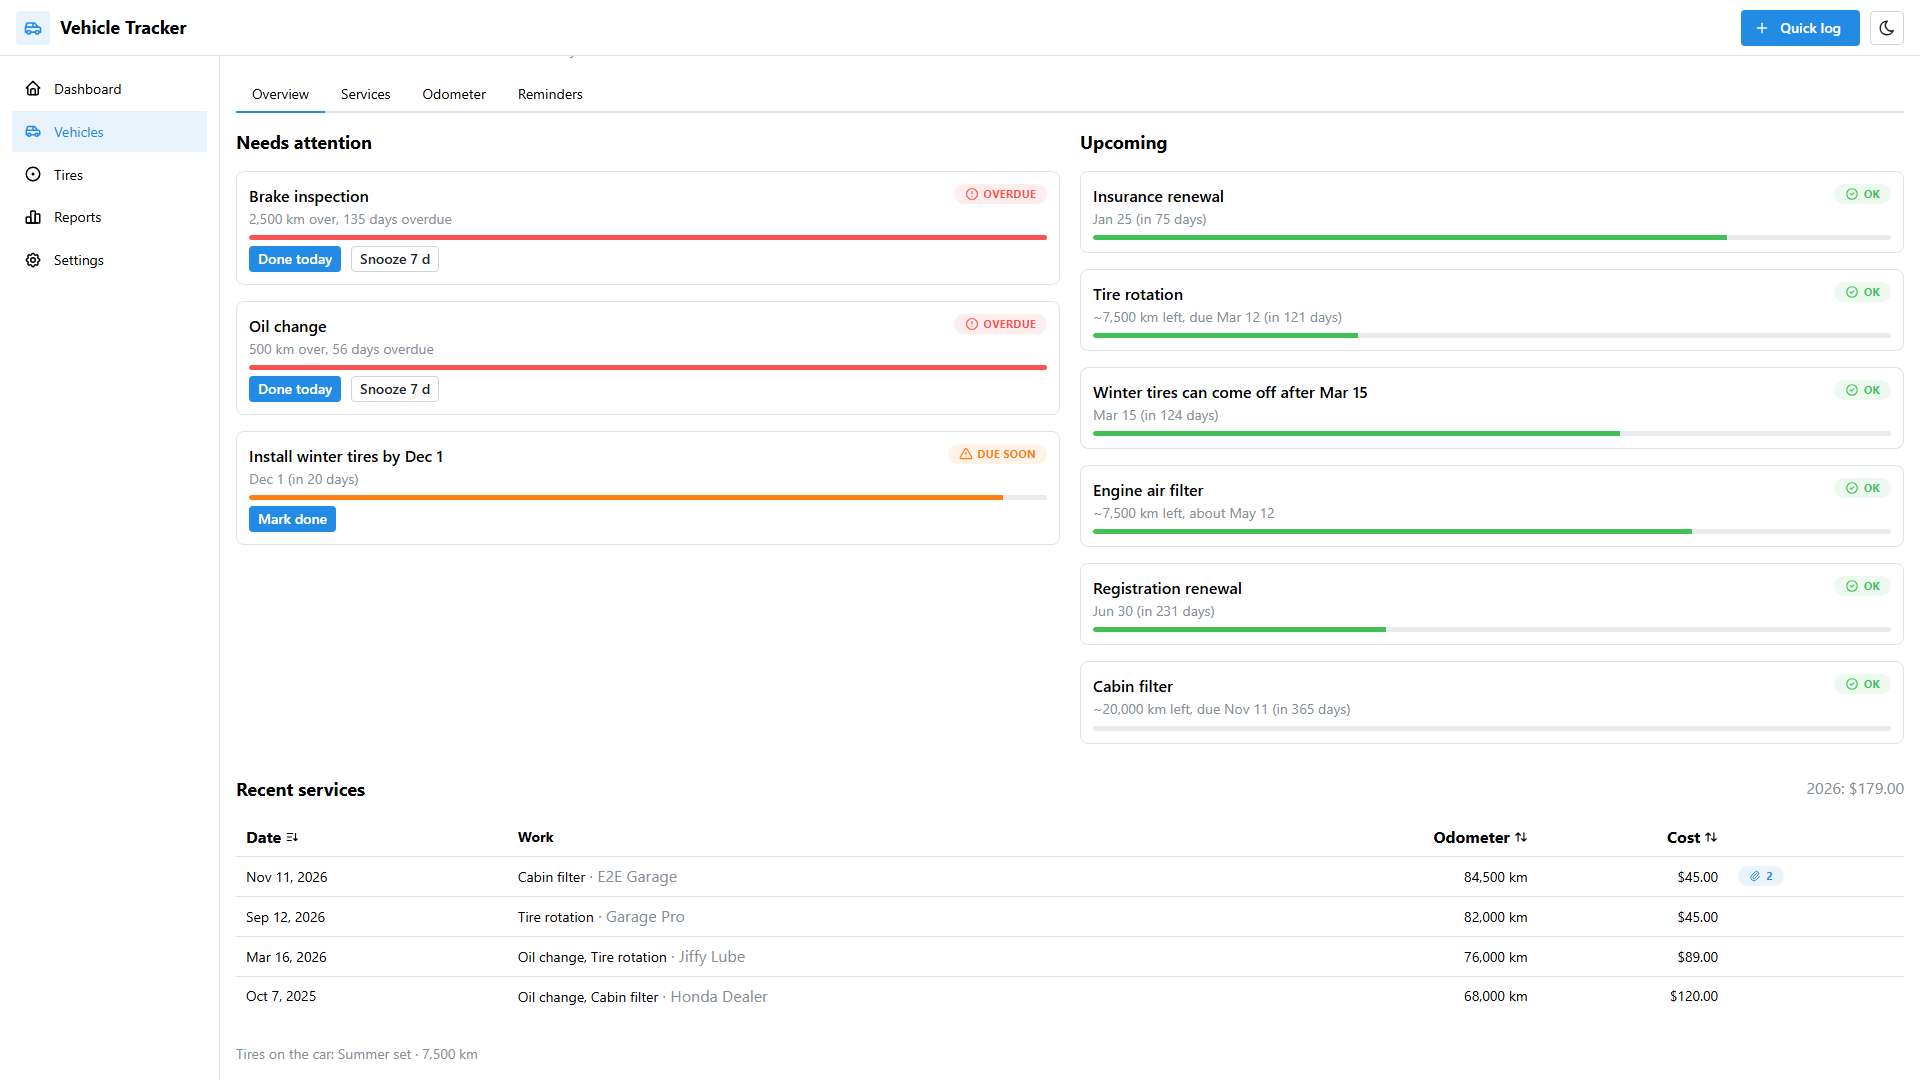 Vehicle Tracker
Quick log
Dashboard
Vehicles
Tires
Reports
Settings
Overview Services Odometer Reminders
Needs attention
Brake inspection
OVERDUE
2,500 km over, 135 days overdue
Done today Snooze 7 d
Oil change
OVERDUE
500 km over, 56 days overdue
Done today Snooze 7 d
Install winter tires by Dec 1
DUE SOON
Dec 1 (in 20 days)
Mark done
Upcoming
Insurance renewal
OK
Jan 25 (in 75 days)
Tire rotation
OK
~7,500 km left, due Mar 12 (in 121 days)
Winter tires can come off after Mar 15
OK
Mar 15 (in 124 days)
Engine air filter
OK
~7,500 km left, about May 12
Registration renewal
OK
Jun 30 (in 231 days)
Cabin filter
OK
~20,000 km left, due Nov 11 (in 365 days)
Recent services
2026: $179.00
Date Work Odometer Cost
Nov 11, 2026 Cabin filter · E2E Garage 84,500 km $45.00 2
Sep 12, 2026 Tire rotation · Garage Pro 82,000 km $45.00
Mar 16, 2026 Oil change, Tire rotation · Jiffy Lube 76,000 km $89.00
Oct 7, 2025 Oil change, Cabin filter · Honda Dealer 68,000 km $120.00
Tires on the car: Summer set · 7,500 km